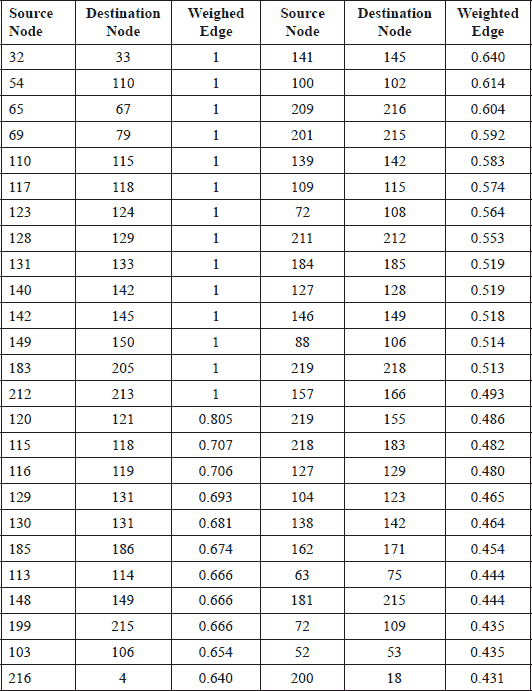 Source Node Destination Node Weighed Edge Source Node Destination Node Weighted Edge
32 33 1 141 145 0.640
54 110 1 100 102 0.614
65 67 1 209 216 0.604
69 79 1 201 215 0.592
110 115 1 139 142 0.583
117 118 1 109 115 0.574
123 124 1 72 108 0.564
128 129 1 211 212 0.553
131 133 1 184 185 0.519
140 142 1 127 128 0.519
142 145 1 146 149 0.518
149 150 1 88 106 0.514
183 205 1 219 218 0.513
212 213 1 157 166 0.493
120 121 0.805 219 155 0.486
115 118 0.707 218 183 0.482
116 119 0.706 127 129 0.480
129 131 0.693 104 123 0.465
130 131 0.681 138 142 0.464
185 186 0.674 162 171 0.454
113 114 0.666 63 75 0.444
148 149 0.666 181 215 0.444
199 215 0.666 72 109 0.435
103 106 0.654 52 53 0.435
216 4 0.640 200 18 0.431